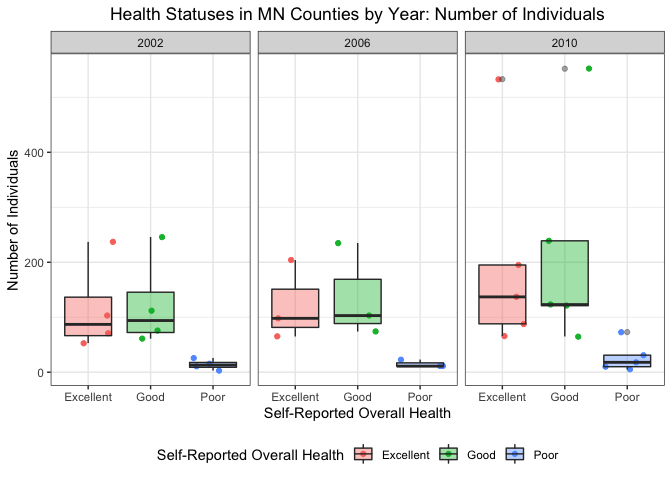 Health Statuses in MN Counties by Year: Number of Individuals
2002 2006 2010
Number of Individuals
400
200
0
Excellent Good Poor Excellent Good Poor Excellent Good Poor
Self-Reported Overall Health
Self-Reported Overall Health Excellent Good Poor